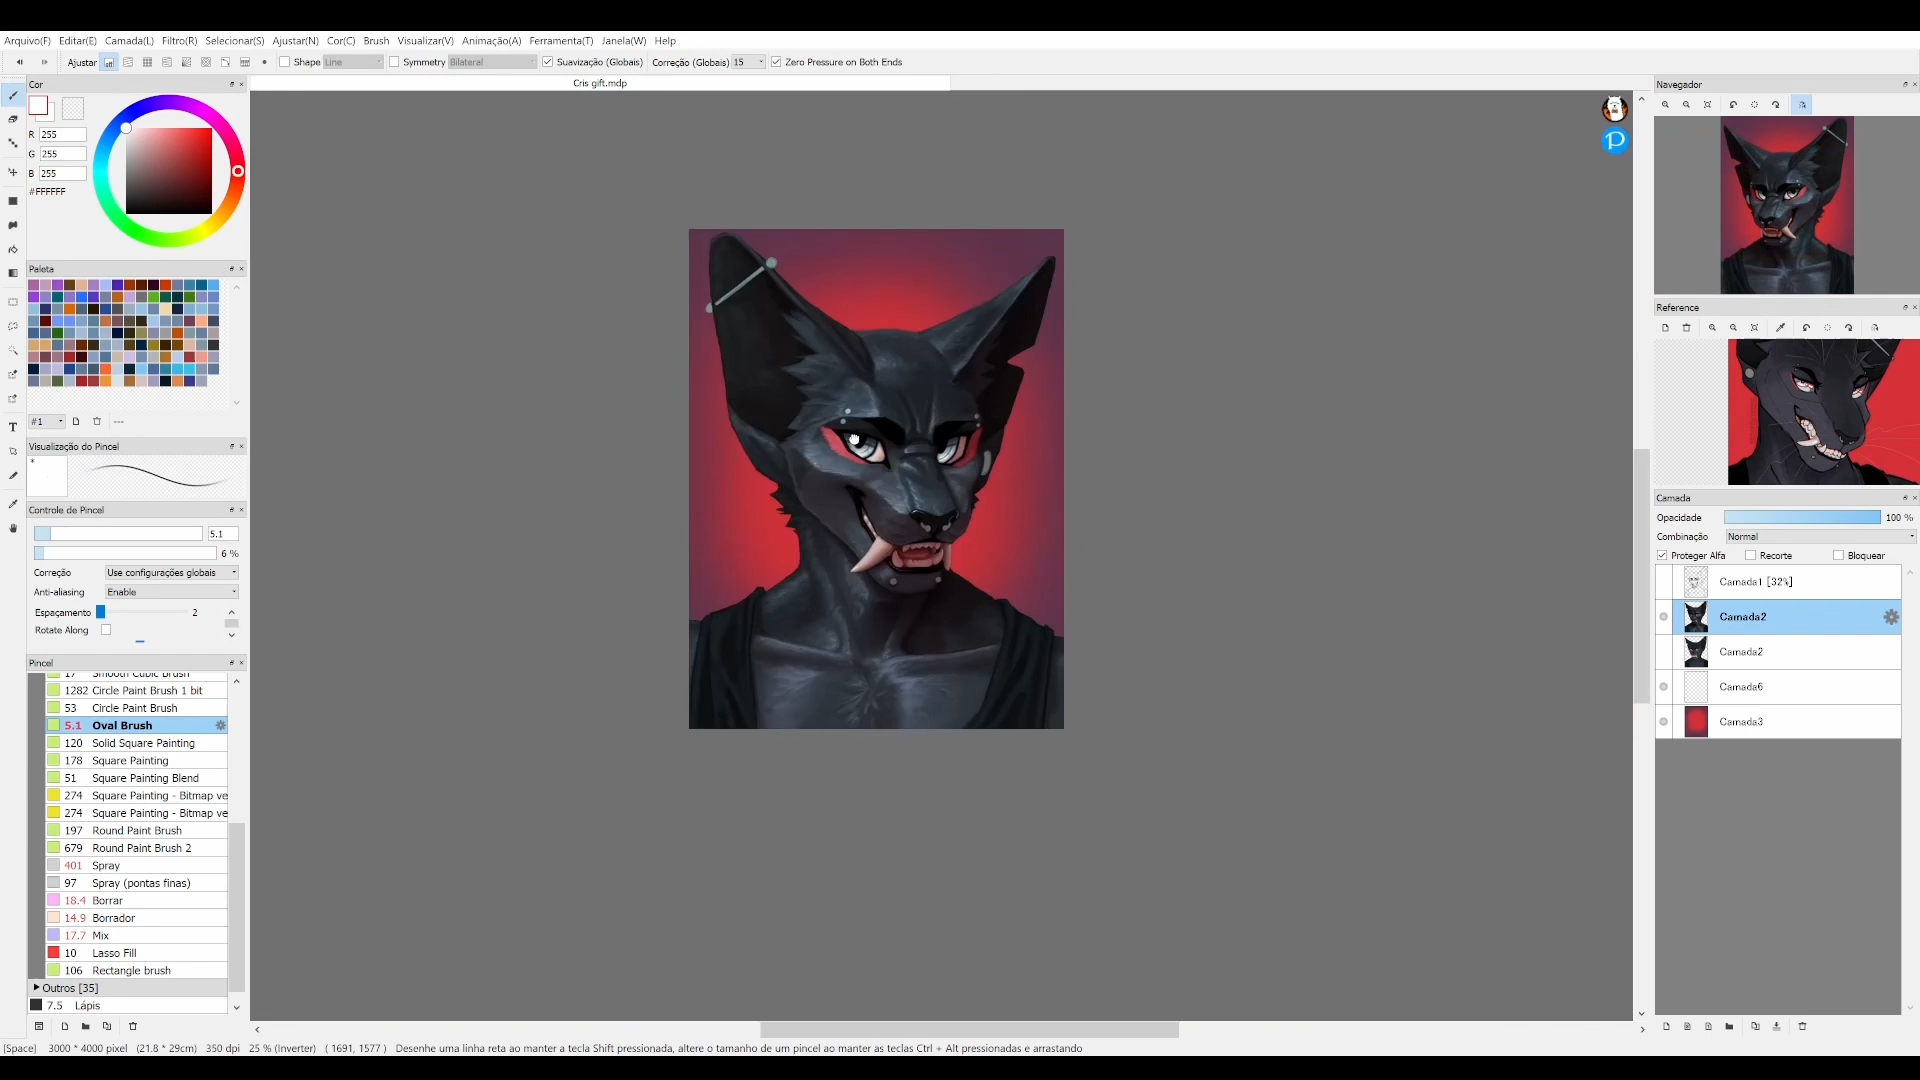 Arquivo(F) Editar(E) Camada(L) Filtro(R) Selecionar(S) Ajustar(N) Cor(C) Brush Visualizar(V) Animação(A) Ferramenta(T) Janela(W) Help
Ajustar Shape Line Symmetry Bilateral Suavização (Globais) Correção (Globais) 15 Zero Pressure on Both Ends
Cris gift.mdp
Cor
R 255
G 255
B 255
#FFFFFF
Paleta
#1
---
Visualização do Pincel
*
Controle de Pincel
5.1
6 %
Correção Use configurações globais
Anti-aliasing Enable
Espaçamento 2
Rotate Along
Pincel
17 Smooth Cubic Brush
1282 Circle Paint Brush 1 bit
53 Circle Paint Brush
5.1 Oval Brush
120 Solid Square Painting
178 Square Painting
51 Square Painting Blend
274 Square Painting - Bitmap ve
274 Square Painting - Bitmap ve
197 Round Paint Brush
679 Round Paint Brush 2
401 Spray
97 Spray (pontas finas)
18.4 Borrar
14.9 Borrador
17.7 Mix
10 Lasso Fill
106 Rectangle brush
Outros [35]
7.5 Lápis
Navegador
Reference
Camada
Opacidade 100 %
Combinação Normal
Proteger Alfa Recorte Bloquear
Camada1 [32%]
Camada2
Camada2
Camada6
Camada3
[Space] 3000 * 4000 pixel (21.8 * 29cm) 350 dpi 25 % (Inverter) ( 1691, 1577 ) Desenhe uma linha reta ao manter a tecla Shift pressionada, altere o tamanho de um pincel ao manter as teclas Ctrl + Alt pressionadas e arrastando